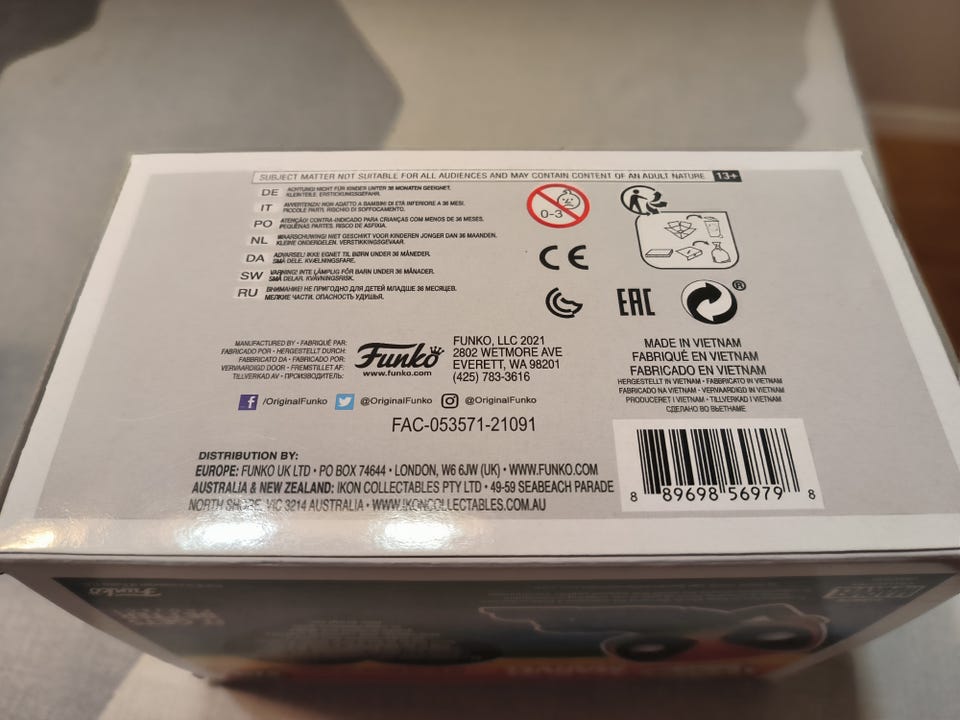 SUBJECT MATTER NOT SUITABLE FOR ALL AUDIENCES AND MAY CONTAIN CONTENT OF AN ADULT NATURE 13+
DE ACHTUNG! NICHT FÜR KINDER UNTER 36 MONATEN GEEIGNET.
KLEINTEILE. ERSTICKUNGSGEFAHR.
IT AVVERTENZA! NON ADATTO A BAMBINI DI ETÀ INFERIORE A 36 MESI.
PICCOLE PARTI. RISCHIO DI SOFFOCAMENTO.
PO ATENÇÃO! CONTRA-INDICADO PARA CRIANÇAS COM MENOS DE 36 MESES.
PEQUENAS PARTES. RISCO DE ASFIXIA.
NL WAARSCHUWING! NIET GESCHIKT VOOR KINDEREN JONGER DAN 36 MAANDEN.
KLEINE ONDERDELEN. VERSTIKKINGSGEVAAR.
DA ADVARSEL! IKKE EGNET TIL BØRN UNDER 36 MÅNEDER.
SMÅ DELE. KVÆLNINGSFARE.
SW VARNING! INTE LÄMPLIG FÖR BARN UNDER 36 MÅNADER.
SMÅ DELAR. KVÄVNINGSRISK.
RU ВНИМАНИЕ! НЕ ПРИГОДНО ДЛЯ ДЕТЕЙ МЛАДШЕ 36 МЕСЯЦЕВ.
МЕЛКИЕ ЧАСТИ. ОПАСНОСТЬ УДУШЬЯ.
0-3
CE
EAC
®
MANUFACTURED BY • FABRIQUÉ PAR:
FABRICADO POR • HERGESTELLT DURCH:
FABBRICATO DA • FABRICADO POR:
VERVAARDIGD DOOR • FREMSTILLET AF:
TILLVERKAD AV • ПРОИЗВОДИТЕЛЬ:
Funko
www.funko.com
FUNKO, LLC 2021
2802 WETMORE AVE
EVERETT, WA 98201
(425) 783-3616
MADE IN VIETNAM
FABRIQUÉ EN VIETNAM
FABRICADO EN VIETNAM
HERGESTELLT IN VIETNAM • FABBRICATO IN VIETNAM
FABRICADO NA VIETNAM • VERVAARDIGD IN VIETNAM
PRODUCERET I VIETNAM • TILLVERKAD I VIETNAM
СДЕЛАНО ВО ВЬЕТНАМЕ
f /OriginalFunko @OriginalFunko @OriginalFunko
FAC-053571-21091
DISTRIBUTION BY:
EUROPE: FUNKO UK LTD • PO BOX 74644 • LONDON, W6 6JW (UK) • WWW.FUNKO.COM
AUSTRALIA & NEW ZEALAND: IKON COLLECTABLES PTY LTD • 49-59 SEABEACH PARADE
NORTH SHORE, VIC 3214 AUSTRALIA • WWW.IKONCOLLECTABLES.COM.AU
8 89698 56979 8
Funko